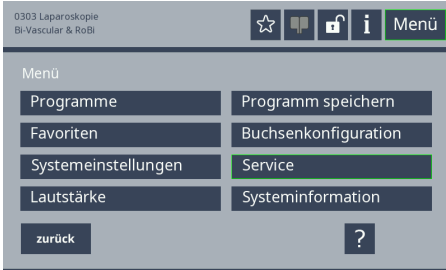 0303 Laparoskopie
Bi-Vascular & RoBi
i
Menü
Menü
Programme
Programm speichern
Favoriten
Buchsenkonfiguration
Systemeinstellungen
Service
Lautstärke
Systeminformation
zurück
?